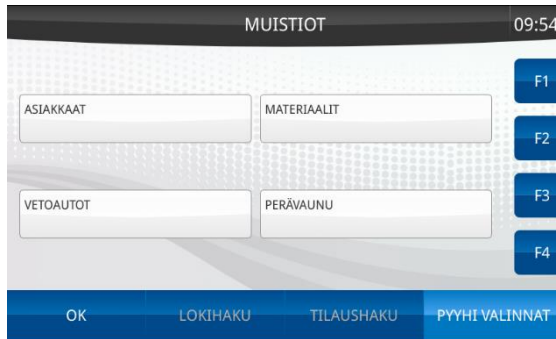 MUISTIOT
09:54
F1
ASIAKKAAT
MATERIAALIT
F2
VETOAUTOT
PERÄVAUNU
F3
F4
OK
LOKIHAKU
TILAUSHAKU
PYYHI VALINNAT